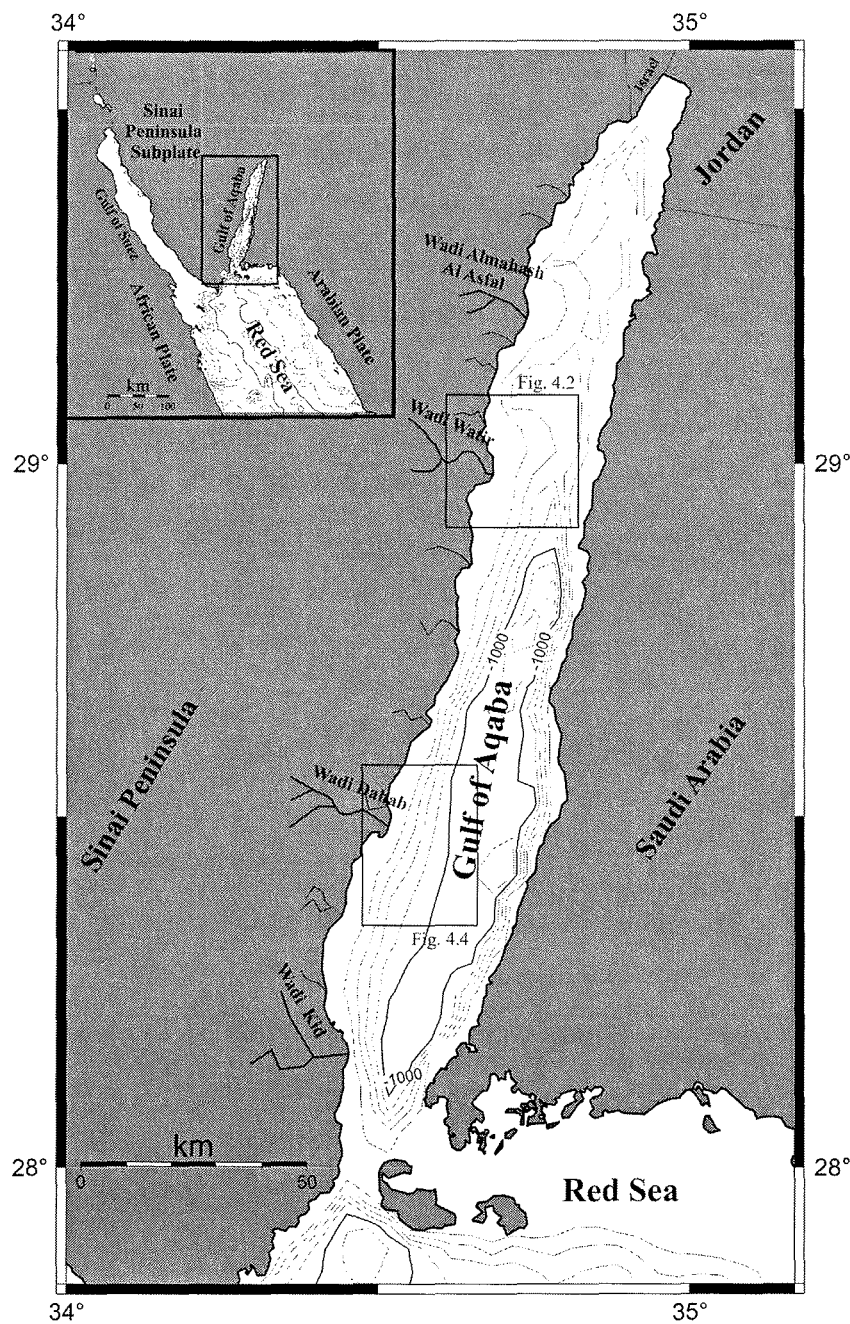 34°
35°
Sinai
Peninsula
Subplate
Gulf of Suez
Gulf of Aqaba
African Plate
Arabian Plate
Red Sea
km
0 50 100
Israel
Jordan
Wadi Almahash
Al Asfal
Fig. 4.2
Wadi Watir
29°
29°
-1000
-1000
Gulf of Aqaba
Sinai Peninsula
Saudi Arabia
Wadi Dahab
Fig. 4.4
Wadi Kid
-1000
km
0 50
28°
28°
Red Sea
34°
35°